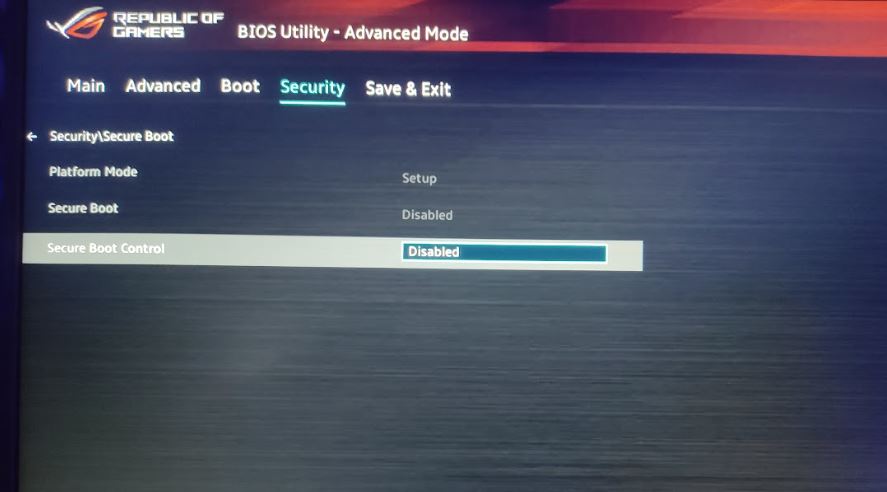 REPUBLIC OF
GAMERS
BIOS Utility - Advanced Mode
Main Advanced Boot Security Save & Exit
Security\Secure Boot
Platform Mode Setup
Secure Boot Disabled
Secure Boot Control Disabled